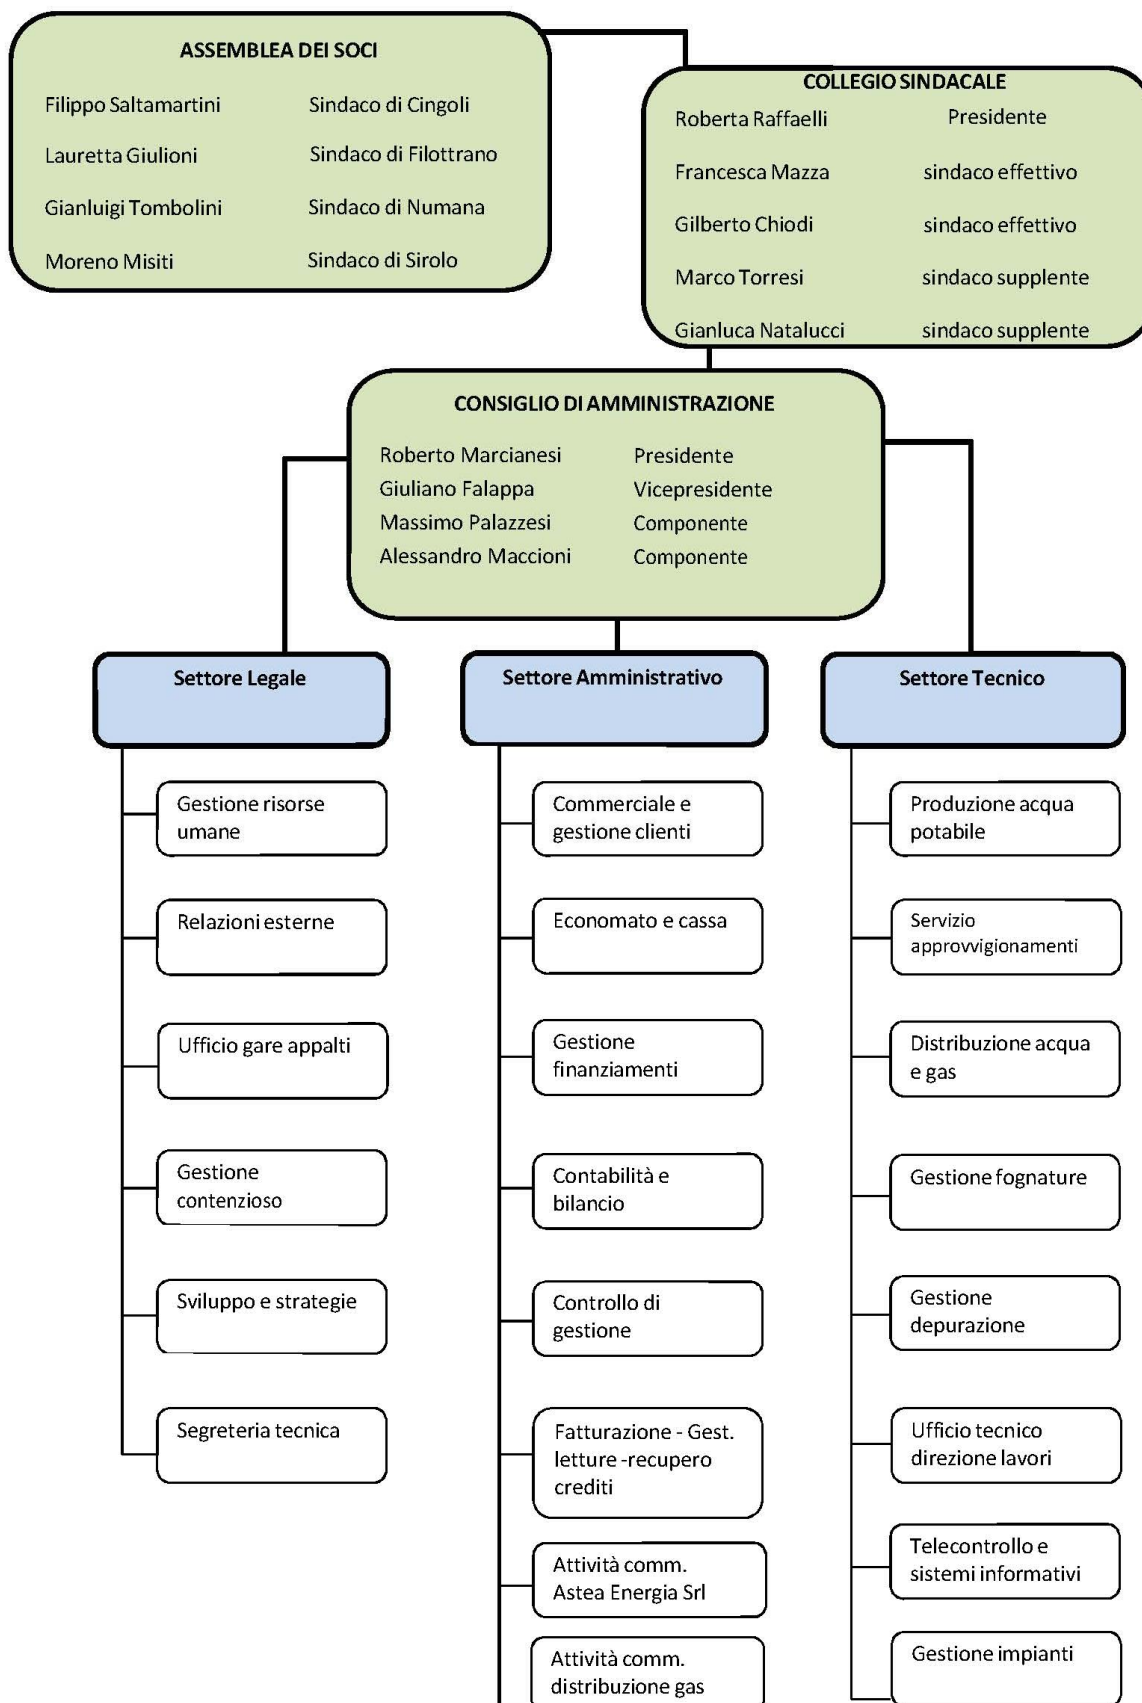 ASSEMBLEA DEI SOCI
Filippo Saltamartini Sindaco di Cingoli
Lauretta Giulioni Sindaco di Filottrano
Gianluigi Tombolini Sindaco di Numana
Moreno Misiti Sindaco di Sirolo
COLLEGIO SINDACALE
Roberta Raffaelli Presidente
Francesca Mazza sindaco effettivo
Gilberto Chiodi sindaco effettivo
Marco Torresi sindaco supplente
Gianluca Natalucci sindaco supplente
CONSIGLIO DI AMMINISTRAZIONE
Roberto Marcianesi Presidente
Giuliano Falappa Vicepresidente
Massimo Palazzesi Componente
Alessandro Maccioni Componente
Settore Legale
Gestione risorse
umane
Relazioni esterne
Ufficio gare appalti
Gestione
contenzioso
Sviluppo e strategie
Segreteria tecnica
Settore Amministrativo
Commerciale e
gestione clienti
Economato e cassa
Gestione
finanziamenti
Contabilità e
bilancio
Controllo di
gestione
Fatturazione - Gest.
letture -recupero
crediti
Attività comm.
Astea Energia Srl
Attività comm.
distribuzione gas
Settore Tecnico
Produzione acqua
potabile
Servizio
approvvigionamenti
Distribuzione acqua
e gas
Gestione fognature
Gestione
depurazione
Ufficio tecnico
direzione lavori
Telecontrollo e
sistemi informativi
Gestione impianti